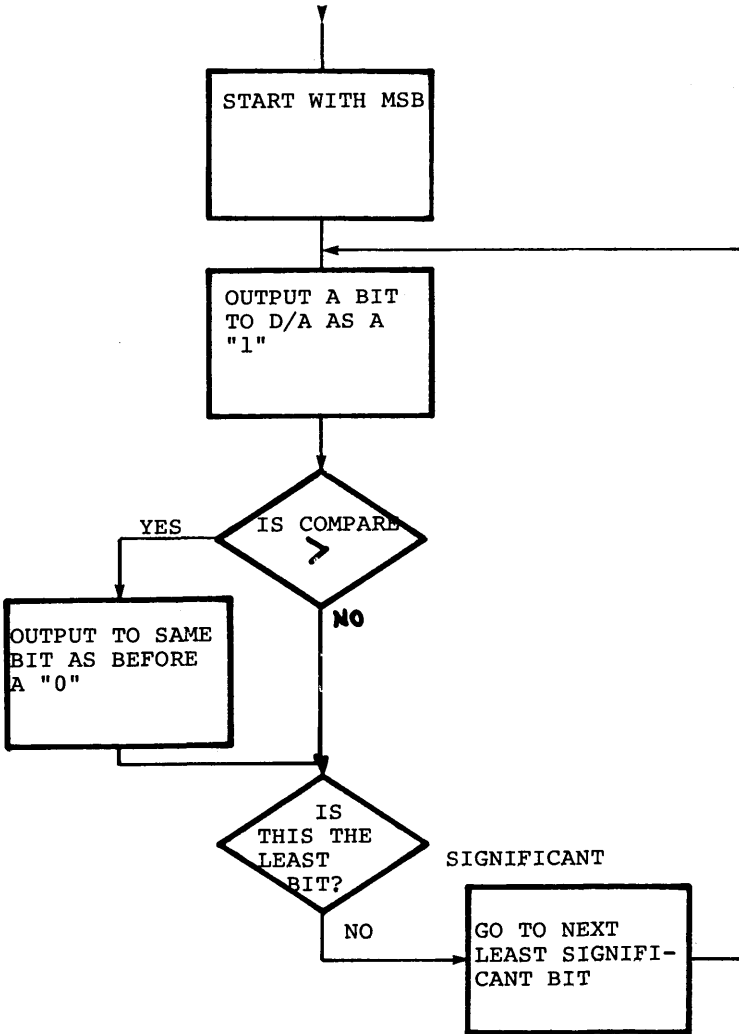 START WITH MSB
OUTPUT A BIT
TO D/A AS A
"1"
IS COMPARE
>
YES
NO
OUTPUT TO SAME
BIT AS BEFORE
A "0"
IS
THIS THE
LEAST
BIT?
SIGNIFICANT
NO
GO TO NEXT
LEAST SIGNIFI-
CANT BIT